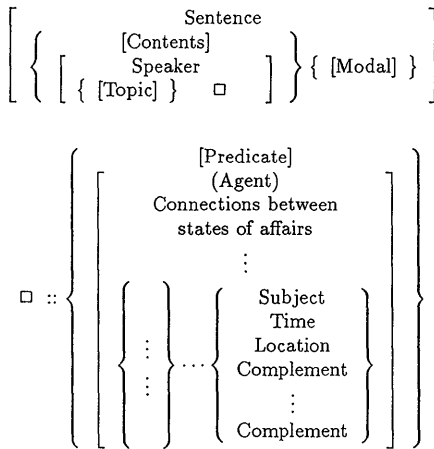 Sentence
[Contents]
Speaker
{ [Topic] } □
{ [Modal] }
[Predicate]
(Agent)
Connections between
states of affairs
⋮
□ ::
⋮ ⋯ Subject
⋮ Time
Location
Complement
⋮
Complement